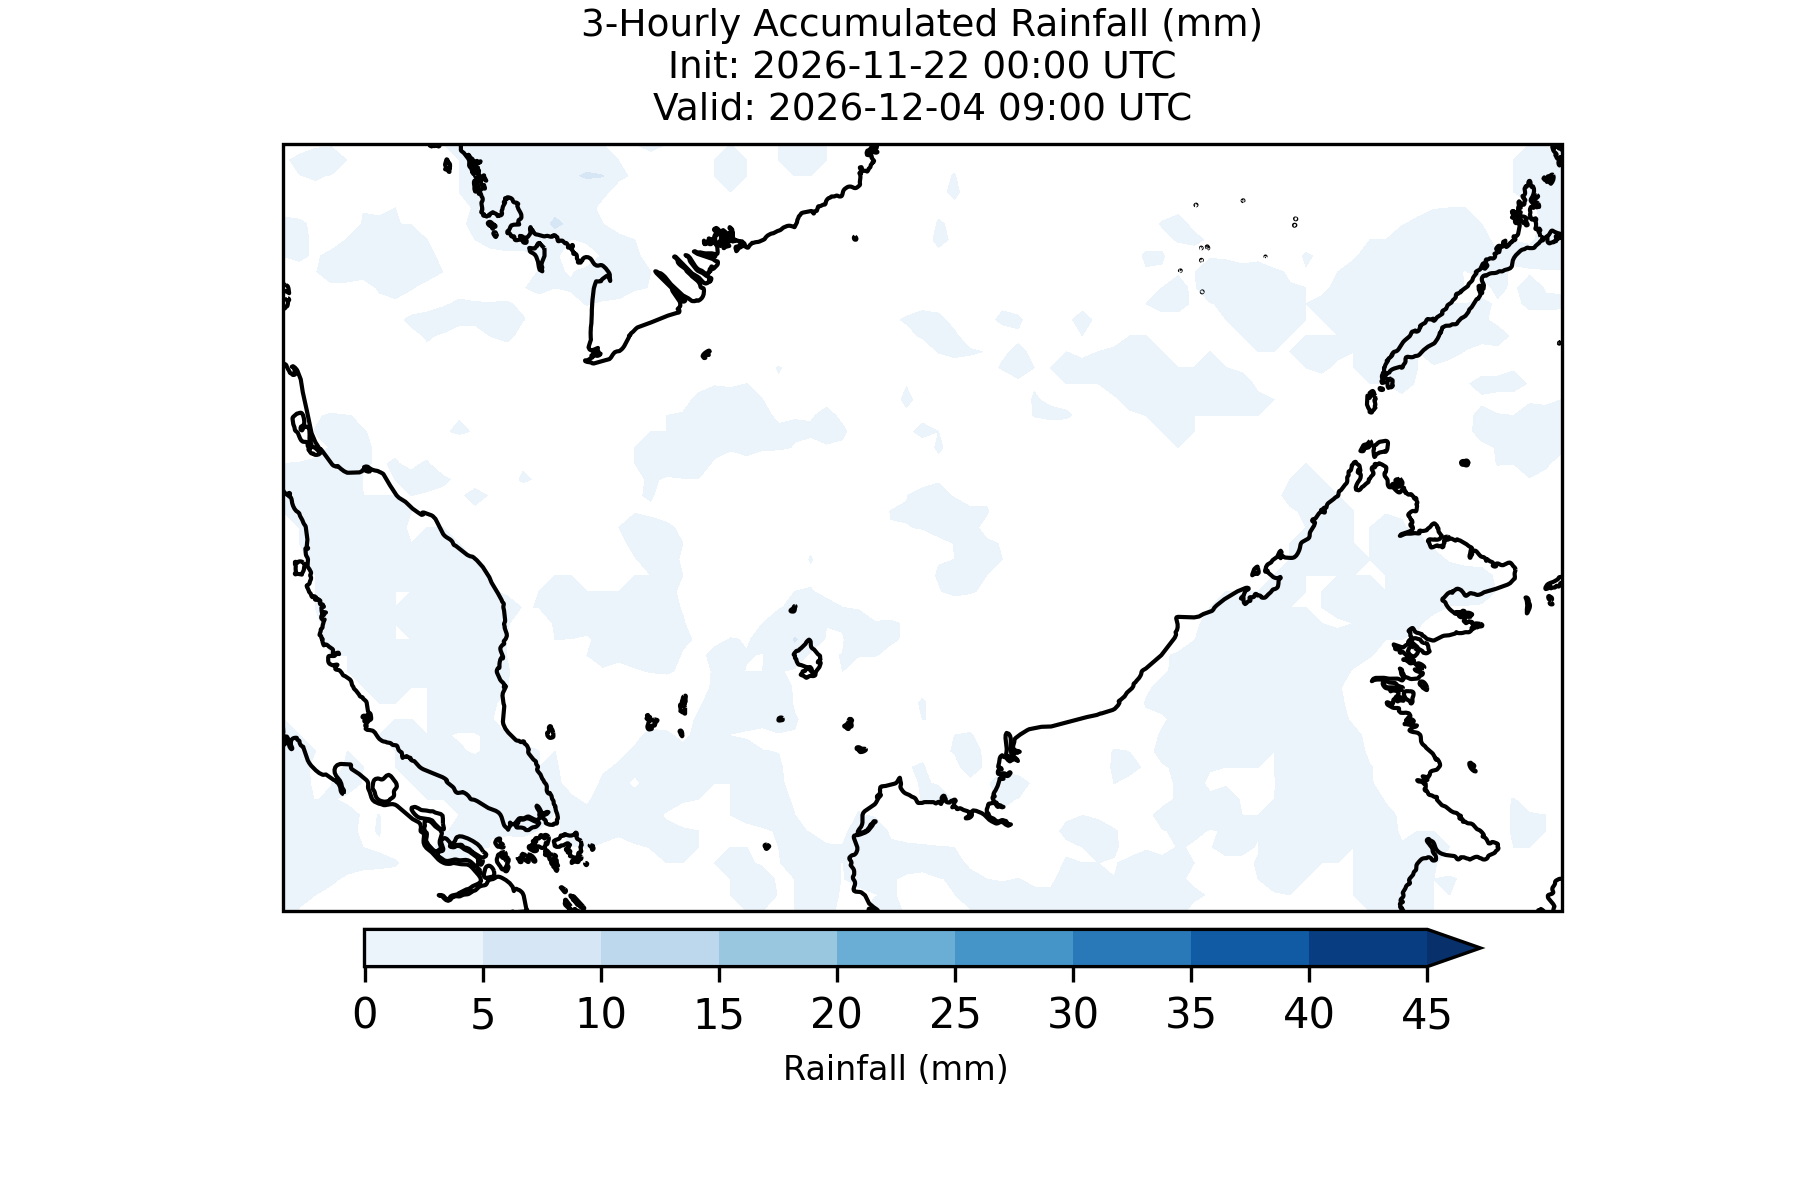 3-Hourly Accumulated Rainfall (mm)
Init: 2026-11-22 00:00 UTC
Valid: 2026-12-04 09:00 UTC
0 5 10 15 20 25 30 35 40 45
Rainfall (mm)